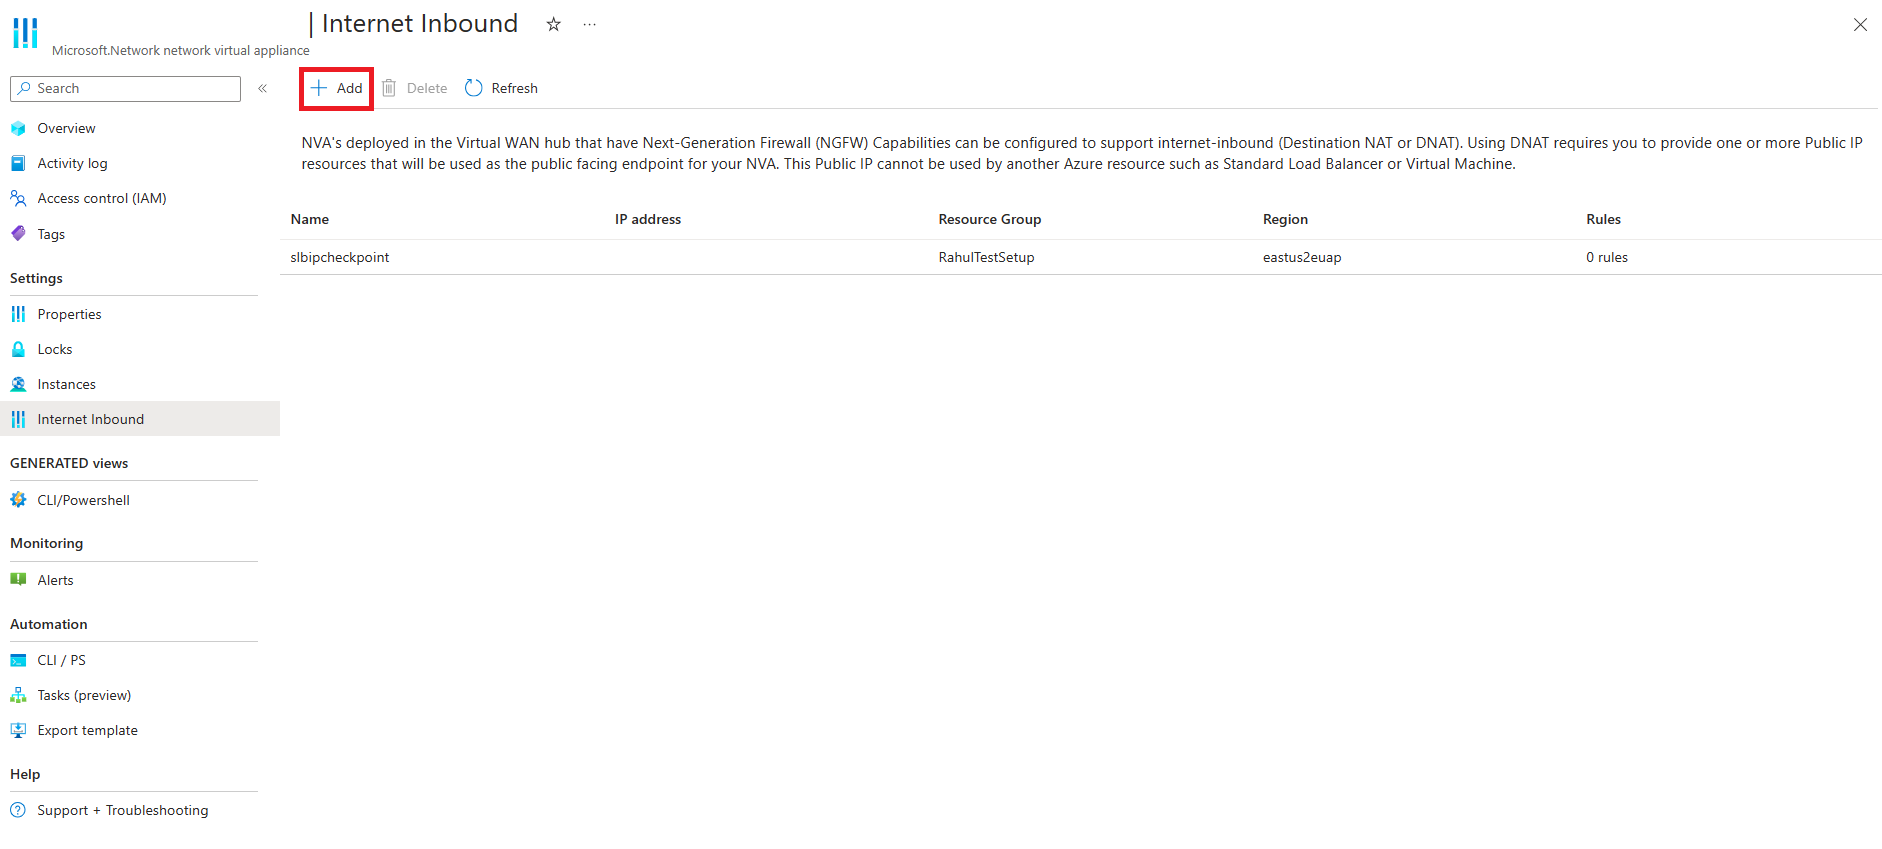 | Internet Inbound
Microsoft.Network network virtual appliance
Search
Add
Delete
Refresh
Overview
Activity log
Access control (IAM)
Tags
Settings
Properties
Locks
Instances
Internet Inbound
GENERATED views
CLI/Powershell
Monitoring
Alerts
Automation
CLI / PS
Tasks (preview)
Export template
Help
Support + Troubleshooting
NVA's deployed in the Virtual WAN hub that have Next-Generation Firewall (NGFW) Capabilities can be configured to support internet-inbound (Destination NAT or DNAT). Using DNAT requires you to provide one or more Public IP
resources that will be used as the public facing endpoint for your NVA. This Public IP cannot be used by another Azure resource such as Standard Load Balancer or Virtual Machine.
Name IP address Resource Group Region Rules
slbipcheckpoint RahulTestSetup eastus2euap 0 rules